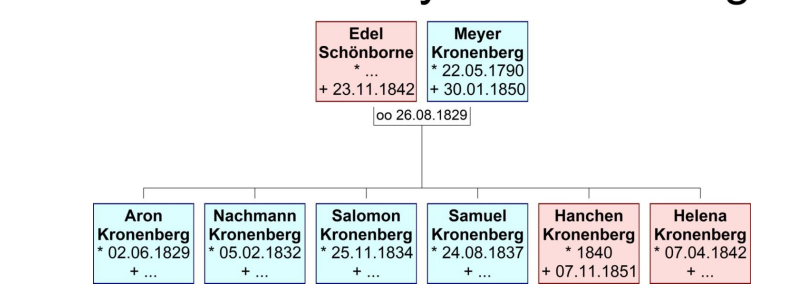 Edel
Schönborne
* ...
+ 23.11.1842
Meyer
Kronenberg
* 22.05.1790
+ 30.01.1850
oo 26.08.1829
Aron
Kronenberg
* 02.06.1829
+ ...
Nachmann
Kronenberg
* 05.02.1832
+ ...
Salomon
Kronenberg
* 25.11.1834
+ ...
Samuel
Kronenberg
* 24.08.1837
+ ...
Hanchen
Kronenberg
* 1840
+ 07.11.1851
Helena
Kronenberg
* 07.04.1842
+ ...